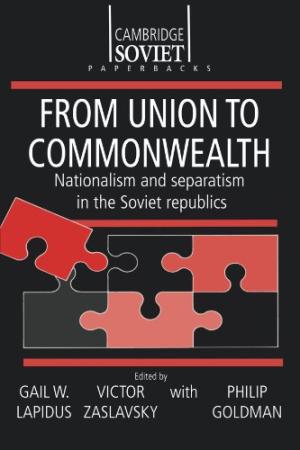 CAMBRIDGE
SOVIET
PAPERBACKS
FROM UNION TO
COMMONWEALTH
Nationalism and separatism
in the Soviet republics
Edited by
GAIL W. VICTOR with PHILIP
LAPIDUS ZASLAVSKY GOLDMAN